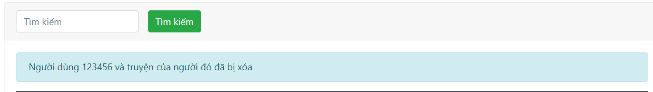 Tìm kiếm Tìm kiếm
Người dùng 123456 và truyện của người đó đã bị xóa